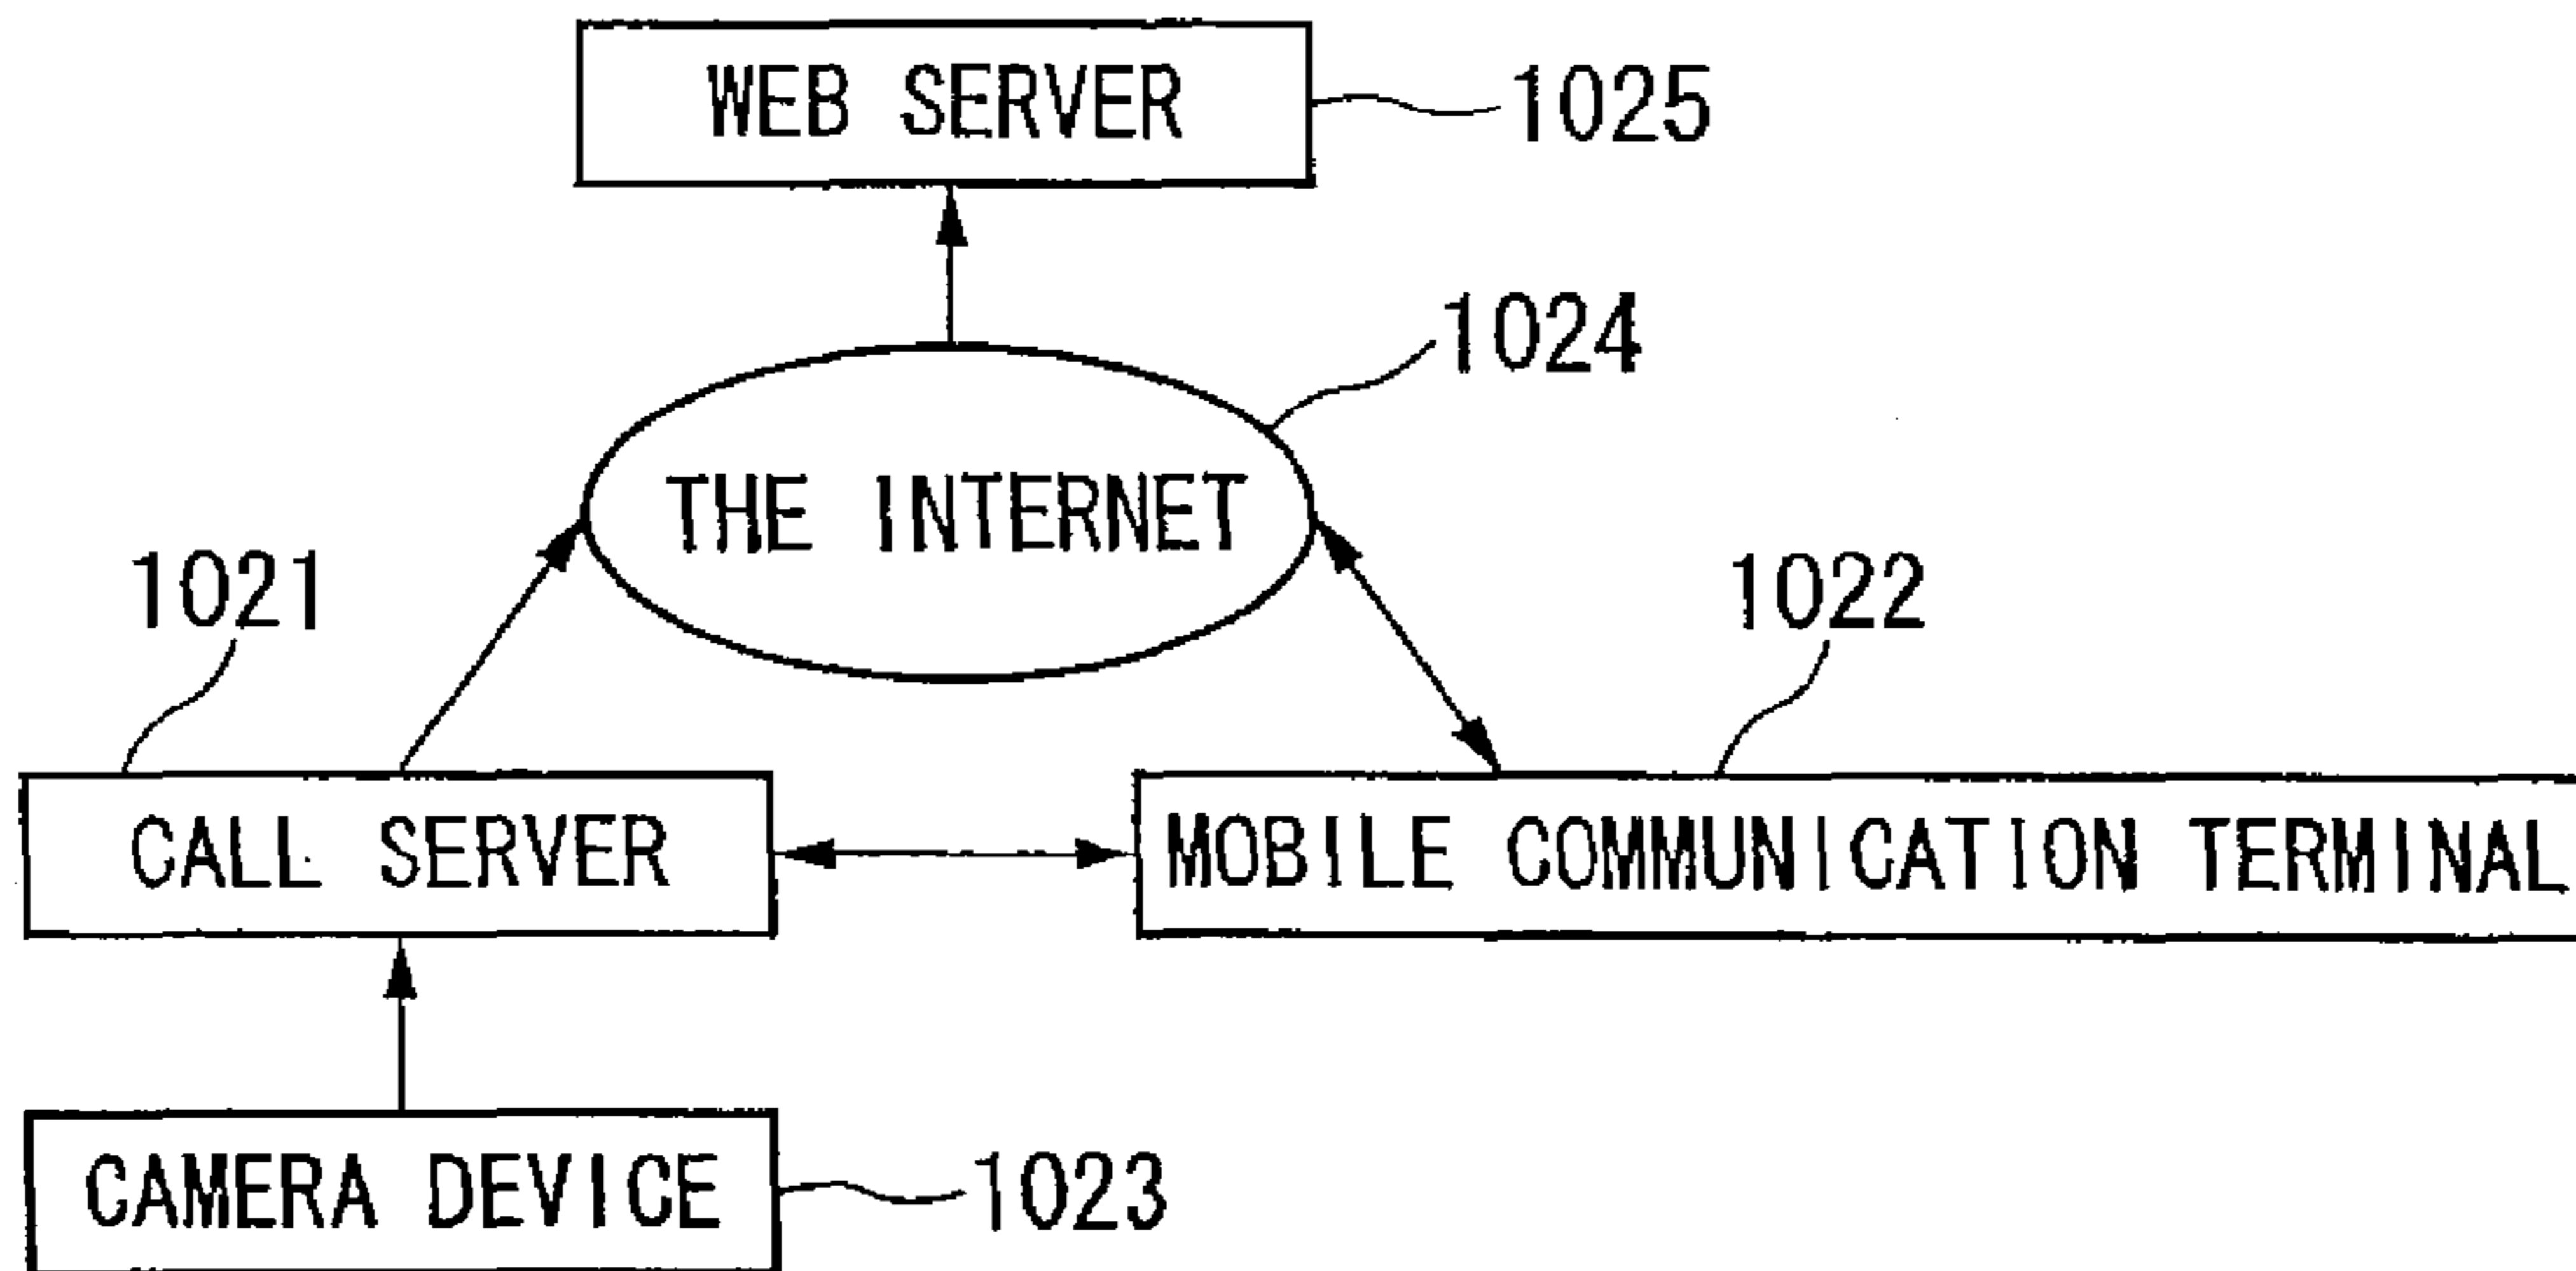 WEB SERVER
1025
1024
THE INTERNET
1021
1022
CALL SERVER
MOBILE COMMUNICATION TERMINAL
CAMERA DEVICE
1023